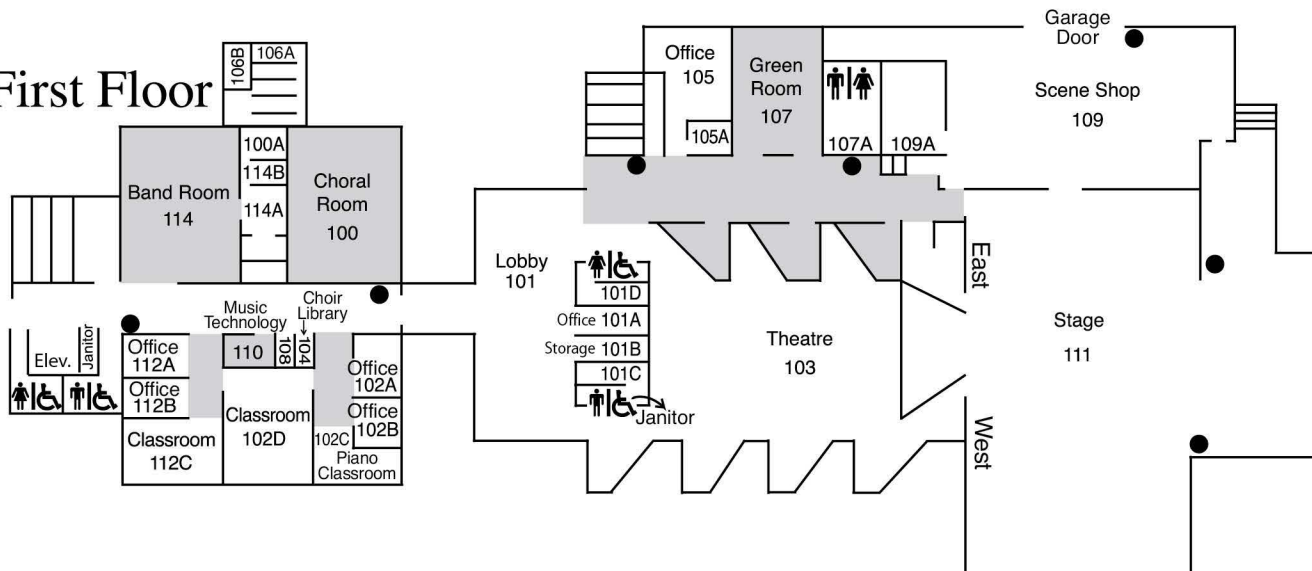 First Floor
106B
106A
100A
114B
114A
Band Room
114
Choral
Room
100
Music
Technology
Choir
Library
110
108
104
Elev.
Janitor
Office
112A
Office
112B
Classroom
112C
Classroom
102D
Office
102A
Office
102B
102C
Piano
Classroom
Lobby
101
101D
Office 101A
Storage 101B
101C
Janitor
Office
105
105A
Green
Room
107
107A
109A
Garage
Door
Scene Shop
109
Theatre
103
East
West
Stage
111